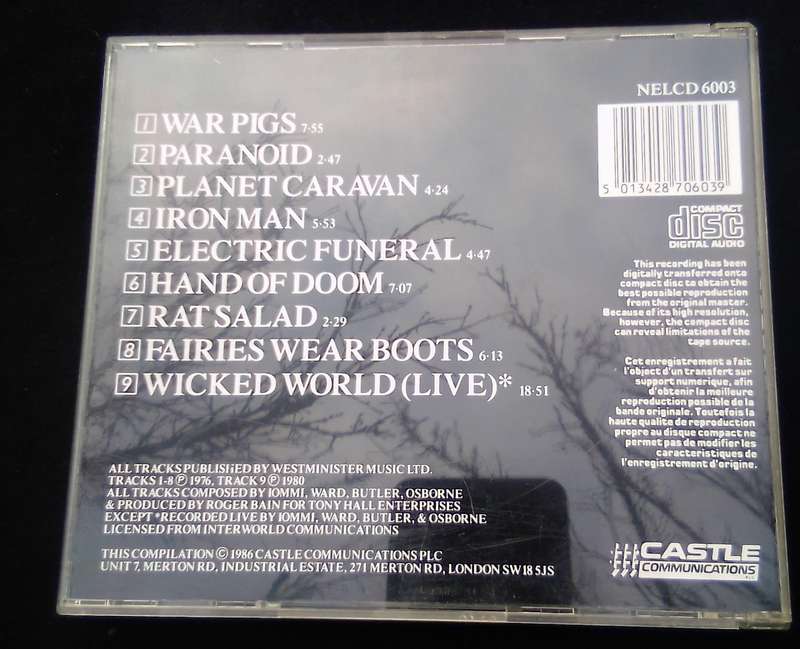 NELCD 6003
5 013428 706039
1 WAR PIGS 7·55
2 PARANOID 2·47
3 PLANET CARAVAN 4·24
4 IRON MAN 5·53
5 ELECTRIC FUNERAL 4·47
6 HAND OF DOOM 7·07
7 RAT SALAD 2·29
8 FAIRIES WEAR BOOTS 6·13
9 WICKED WORLD (LIVE)* 18·51
COMPACT
disc
DIGITAL AUDIO
This recording has been
digitally transferred onto
compact disc to obtain the
best possible reproduction
from the original master.
Because of its high resolution,
however, the compact disc
can reveal limitations of the
tape source.
Cet enregistrement a fait
l'object d'un transfert sur
support numerique, afin
d'obtenir la meilleure
reproduction possible de la
bande originale. Toutefois la
haute qualite de reproduction
propre au disque compact ne
permet pas de modifier les
caracteristiques de
l'enregistrement d'origine.
ALL TRACKS PUBLISHED BY WESTMINISTER MUSIC LTD.
TRACKS 1-8 Ⓟ 1976, TRACK 9 Ⓟ 1980
ALL TRACKS COMPOSED BY IOMMI, WARD, BUTLER, OSBORNE
& PRODUCED BY ROGER BAIN FOR TONY HALL ENTERPRISES
EXCEPT *RECORDED LIVE BY IOMMI, WARD, BUTLER, & OSBORNE
LICENSED FROM INTERWORLD COMMUNICATIONS
THIS COMPILATION © 1986 CASTLE COMMUNICATIONS PLC
UNIT 7, MERTON RD, INDUSTRIAL ESTATE, 271 MERTON RD, LONDON SW18 5JS
CASTLE
COMMUNICATIONS
PLC